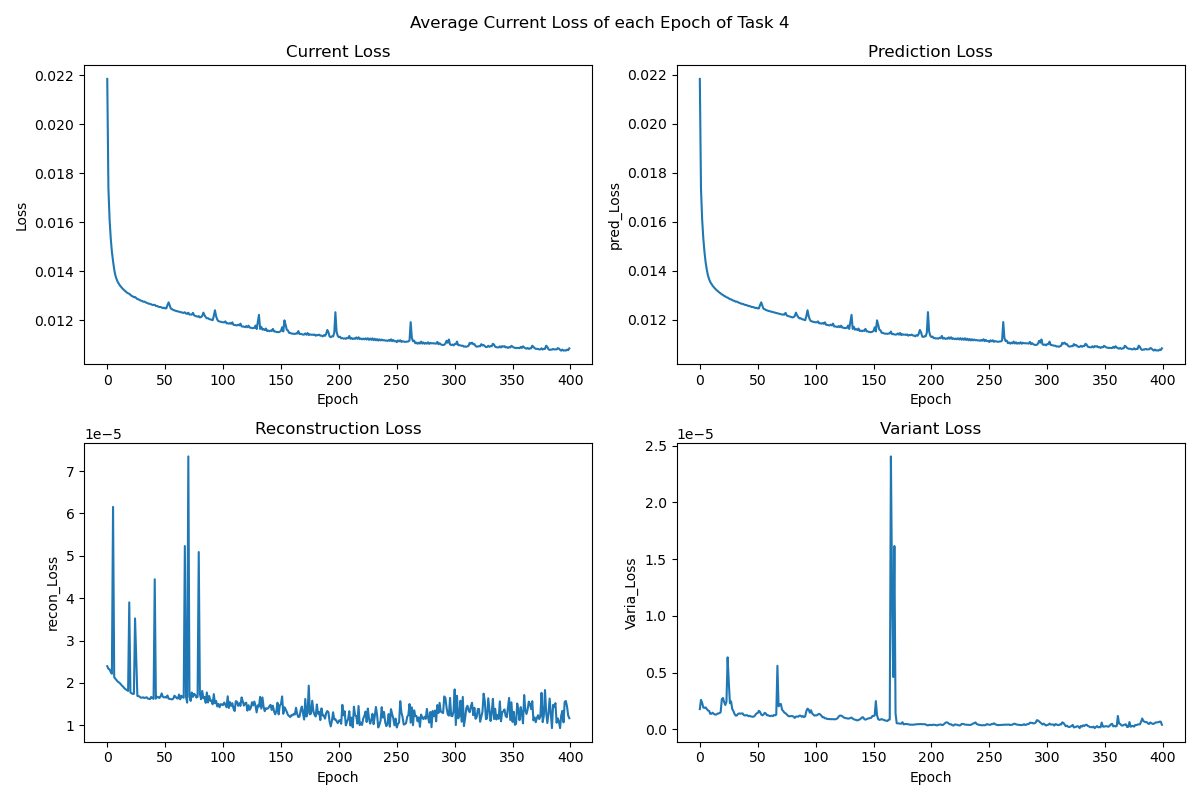 Average Current Loss of each Epoch of Task 4
Current Loss
Prediction Loss
0.022
0.020
0.018
0.016
0.014
0.012
Loss
0 50 100 150 200 250 300 350 400
Epoch
0.022
0.020
0.018
0.016
0.014
0.012
pred_Loss
0 50 100 150 200 250 300 350 400
Epoch
Reconstruction Loss
1e−5
7
6
5
4
3
2
1
recon_Loss
0 50 100 150 200 250 300 350 400
Epoch
Variant Loss
1e−5
2.5
2.0
1.5
1.0
0.5
0.0
Varia_Loss
0 50 100 150 200 250 300 350 400
Epoch